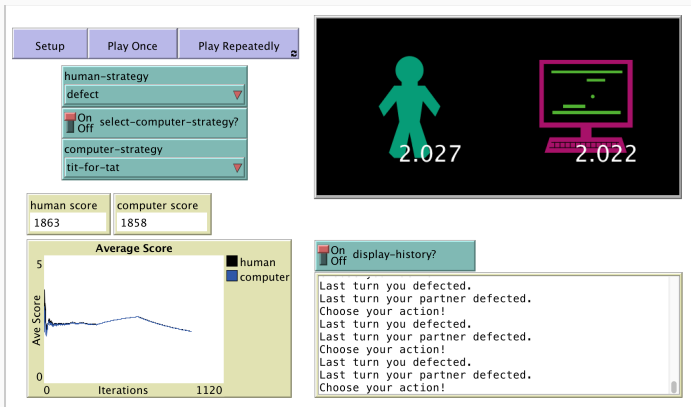 Setup
Play Once
Play Repeatedly
human-strategy
defect
On
Off
select-computer-strategy?
computer-strategy
tit-for-tat
2.027
2.022
human score
1863
computer score
1858
Average Score
5
Ave Score
0
0
Iterations
1120
human
computer
On
Off
display-history?
Last turn you defected.
Last turn your partner defected.
Choose your action!
Last turn you defected.
Last turn your partner defected.
Choose your action!
Last turn you defected.
Last turn your partner defected.
Choose your action!